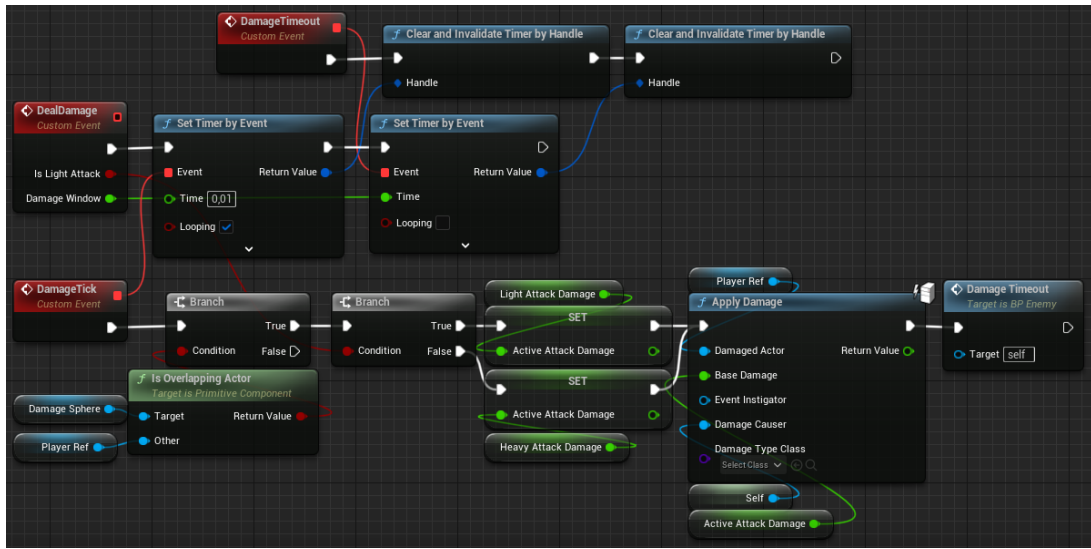 DamageTimeout
Custom Event
f Clear and Invalidate Timer by Handle
Handle
f Clear and Invalidate Timer by Handle
Handle
DealDamage
Custom Event
Is Light Attack
Damage Window
f Set Timer by Event
Event
Return Value
Time 0,01
Looping
f Set Timer by Event
Event
Return Value
Time
Looping
DamageTick
Custom Event
Branch
True
Condition
False
Branch
True
Condition
False
Light Attack Damage
SET
Active Attack Damage
SET
Active Attack Damage
Heavy Attack Damage
f Is Overlapping Actor
Target is Primitive Component
Target
Return Value
Other
Damage Sphere
Player Ref
Player Ref
f Apply Damage
Damaged Actor
Return Value
Base Damage
Event Instigator
Damage Causer
Damage Type Class
Select Class
Self
Active Attack Damage
Damage Timeout
Target is BP Enemy
Target self